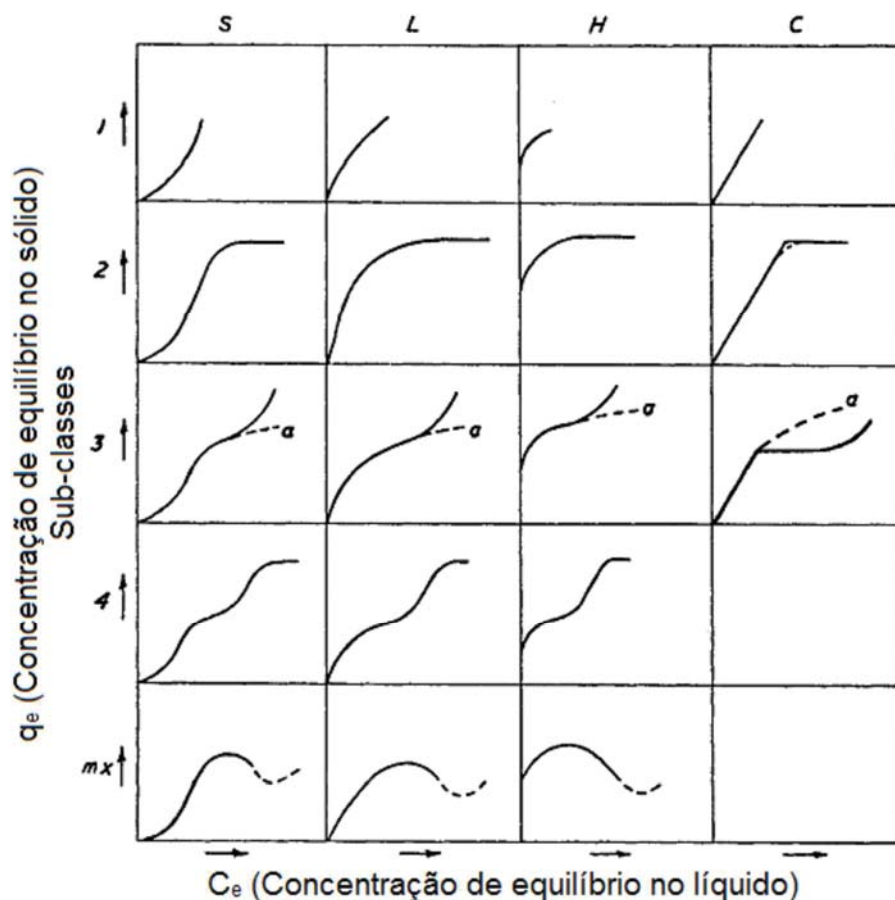 S L H C
1
2
3
a
a
a
a
4
mx
qₑ (Concentração de equilíbrio no sólido)
Sub-classes
Cₑ (Concentração de equilíbrio no líquido)